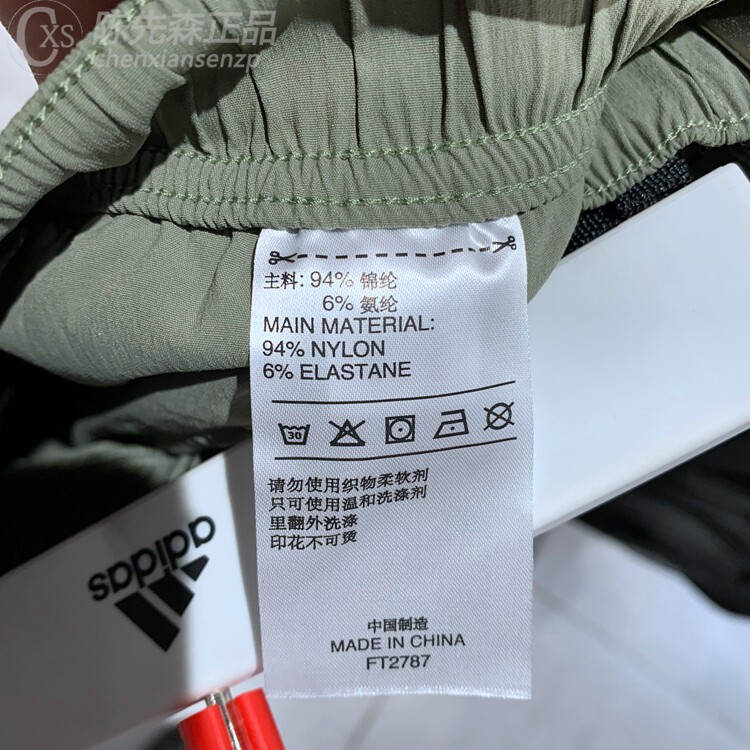 CXS 陈先森正品
chenxiansenzp
主料: 94% 锦纶
6% 氨纶
MAIN MATERIAL:
94% NYLON
6% ELASTANE
30
请勿使用织物柔软剂
只可使用温和洗涤剂
里翻外洗涤
印花不可烫
中国制造
MADE IN CHINA
FT2787
adidas